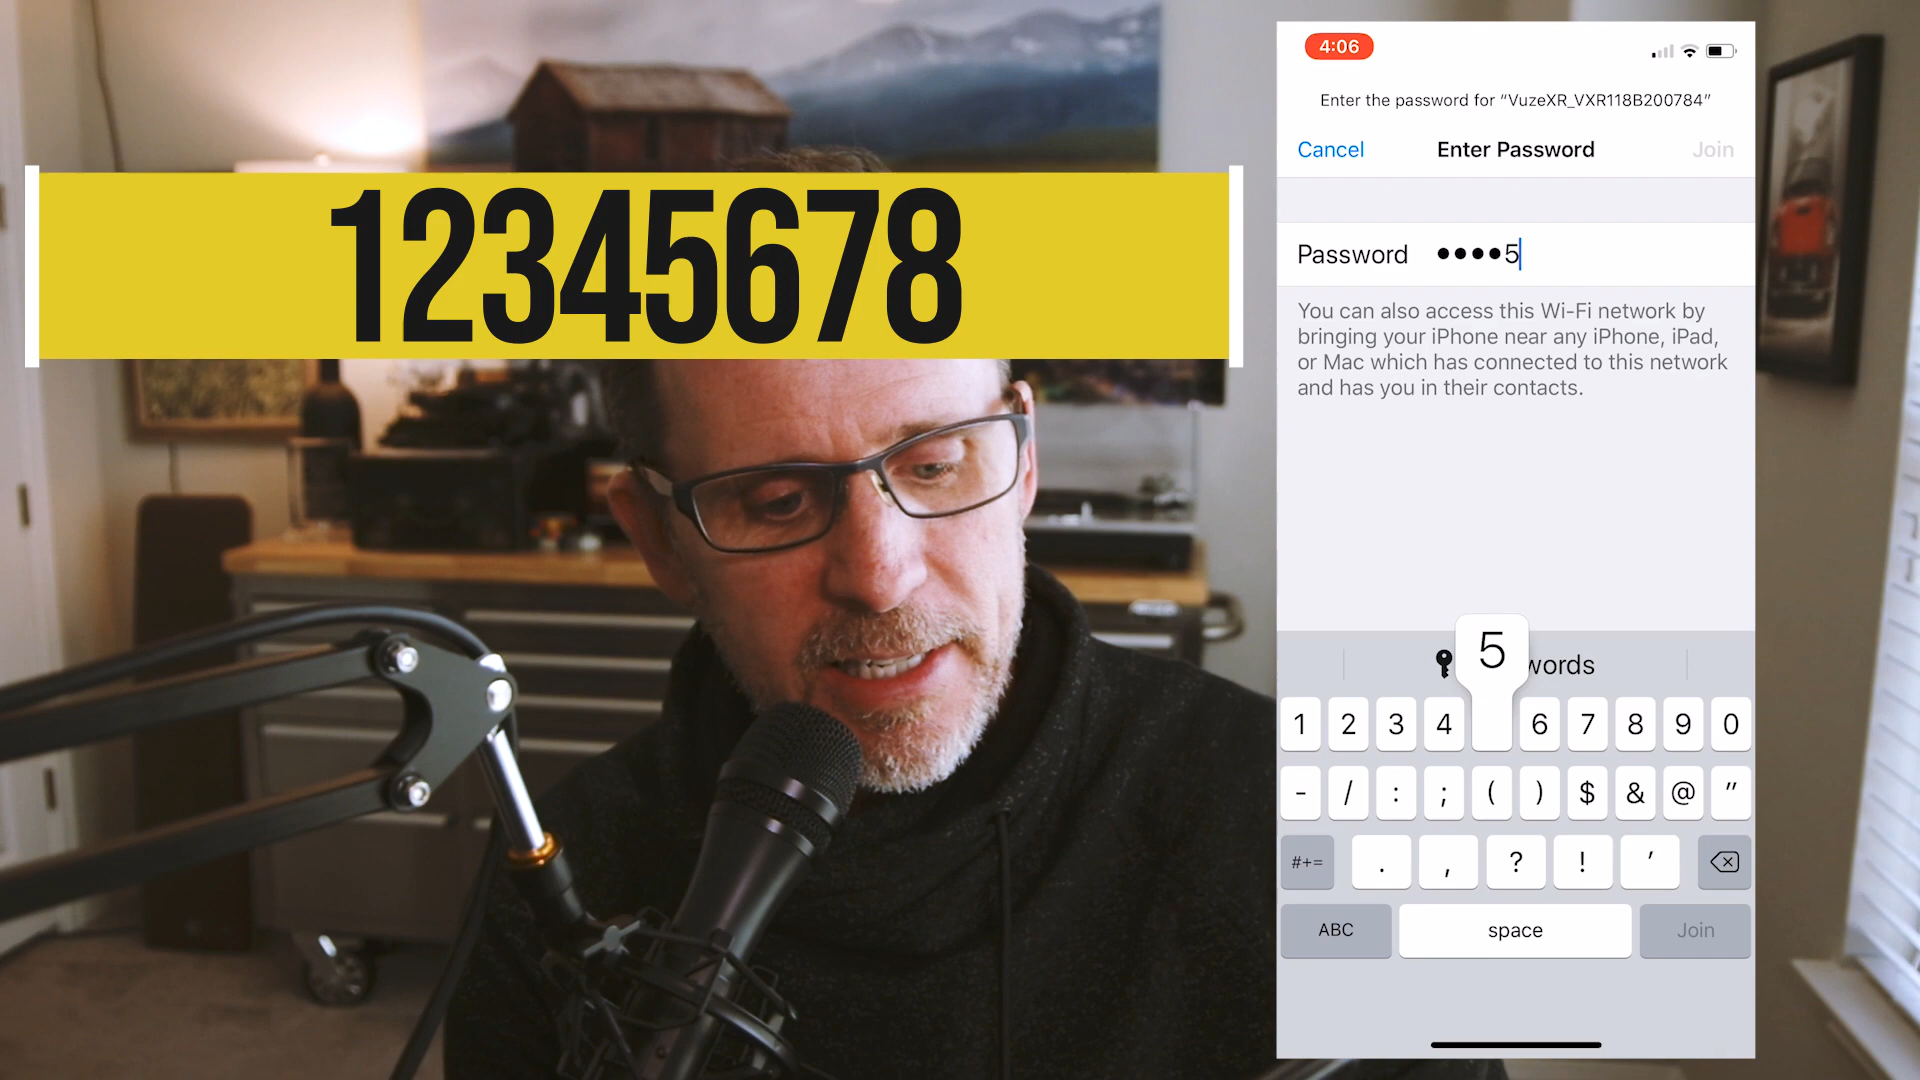 12345678
4:06
Enter the password for “VuzeXR_VXR118B200784”
Cancel Enter Password Join
Password ••••5
You can also access this Wi-Fi network by
bringing your iPhone near any iPhone, iPad,
or Mac which has connected to this network
and has you in their contacts.
5 words
1 2 3 4 6 7 8 9 0
- / : ; ( ) $ & @ "
#+= . , ? ! ′
ABC space Join